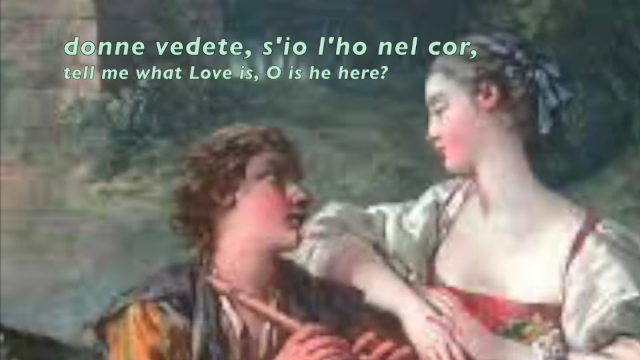 donne vedete, s'io l'ho nel cor,
tell me what Love is, O is he here?